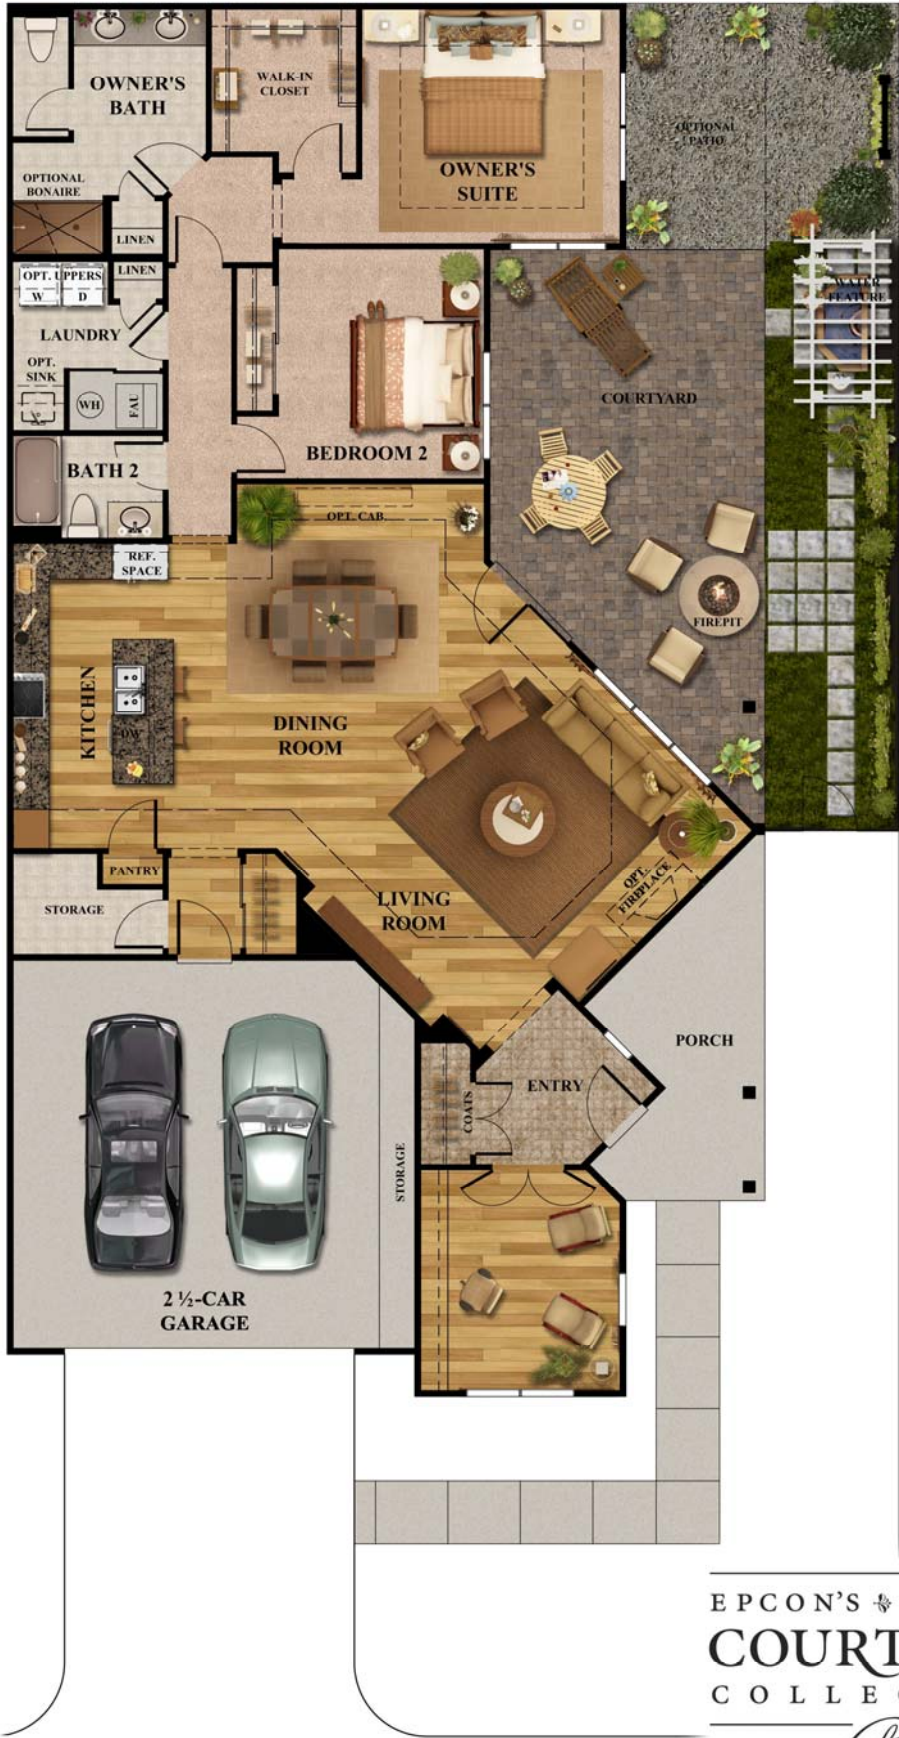 OWNER'S
BATH
WALK-IN
CLOSET
OWNER'S
SUITE
OPTIONAL
PATIO
OPTIONAL
BONAIRE
LINEN
LINEN
OPT. UPPERS
W D
LAUNDRY
OPT.
SINK
WH
FAU
WATER
FEATURE
COURTYARD
BEDROOM 2
BATH 2
OPT. CAB.
REF.
SPACE
FIREPIT
KITCHEN
DW
DINING
ROOM
PANTRY
STORAGE
LIVING
ROOM
OPT.
FIREPLACE
PORCH
ENTRY
COATS
STORAGE
2 ½-CAR
GARAGE
EPCON'S
COURT
COLLE